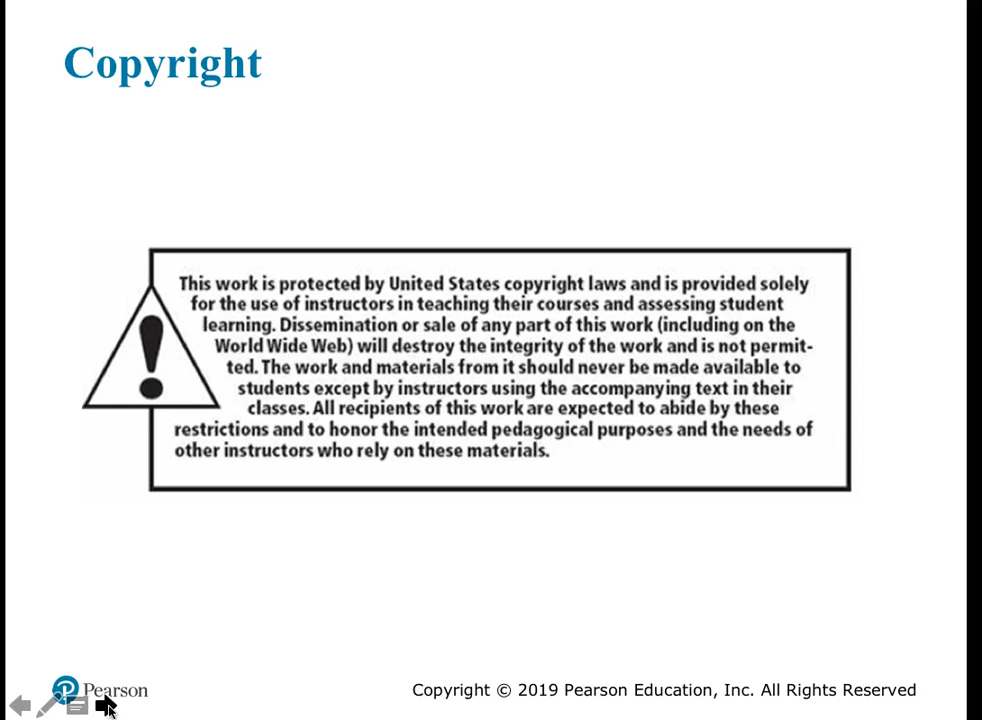 Copyright
This work is protected by United States copyright laws and is provided solely
for the use of instructors in teaching their courses and assessing student
learning. Dissemination or sale of any part of this work (including on the
World Wide Web) will destroy the integrity of the work and is not permit-
ted. The work and materials from it should never be made available to
students except by instructors using the accompanying text in their
classes. All recipients of this work are expected to abide by these
restrictions and to honor the intended pedagogical purposes and the needs of
other instructors who rely on these materials.
Pearson
Copyright © 2019 Pearson Education, Inc. All Rights Reserved